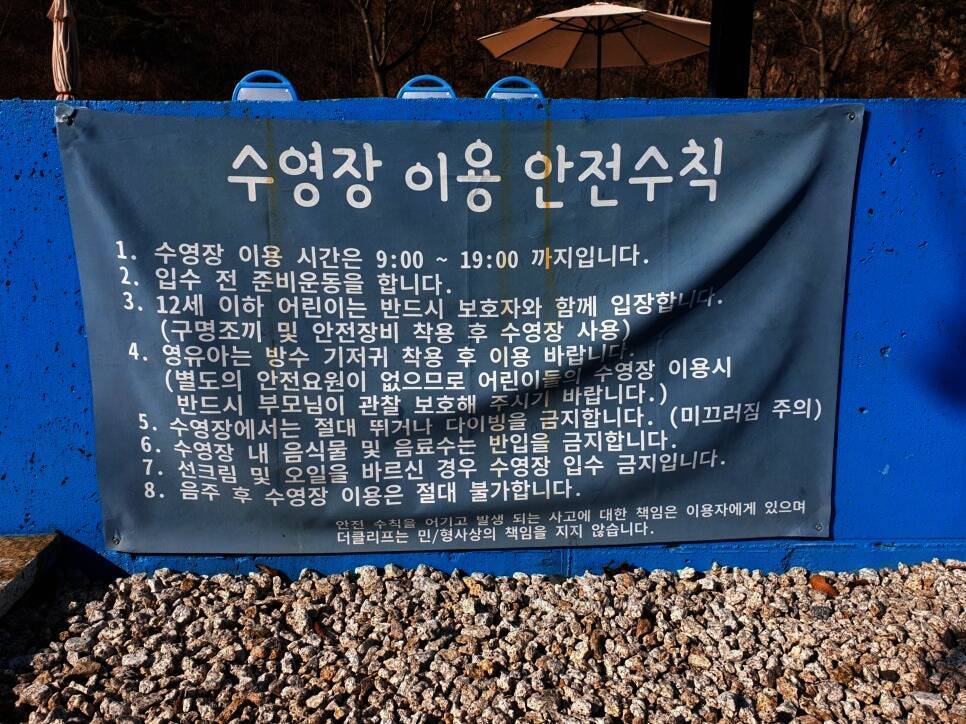 수영장 이용 안전수칙
1. 수영장 이용 시간은 9:00 ~ 19:00 까지입니다.
2. 입수 전 준비운동을 합니다.
3. 12세 이하 어린이는 반드시 보호자와 함께 입장합니다.
(구명조끼 및 안전장비 착용 후 수영장 사용)
4. 영유아는 방수 기저귀 착용 후 이용 바랍니다.
(별도의 안전요원이 없으므로 어린이들의 수영장 이용시
반드시 부모님이 관찰 보호해 주시기 바랍니다.)
5. 수영장에서는 절대 뛰거나 다이빙을 금지합니다. (미끄러짐 주의)
6. 수영장 내 음식물 및 음료수는 반입을 금지합니다.
7. 선크림 및 오일을 바르신 경우 수영장 입수 금지입니다.
8. 음주 후 수영장 이용은 절대 불가합니다.
안전 수칙을 어기고 발생 되는 사고에 대한 책임은 이용자에게 있으며
더클리프는 민/형사상의 책임을 지지 않습니다.